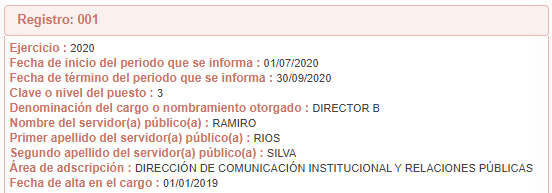 Registro: 001
Ejercicio : 2020
Fecha de inicio del periodo que se informa : 01/07/2020
Fecha de término del periodo que se informa : 30/09/2020
Clave o nivel del puesto : 3
Denominación del cargo o nombramiento otorgado : DIRECTOR B
Nombre del servidor(a) público(a) : RAMIRO
Primer apellido del servidor(a) público(a) : RIOS
Segundo apellido del servidor(a) público(a) : SILVA
Área de adscripción : DIRECCIÓN DE COMUNICACIÓN INSTITUCIONAL Y RELACIONES PÚBLICAS
Fecha de alta en el cargo : 01/01/2019